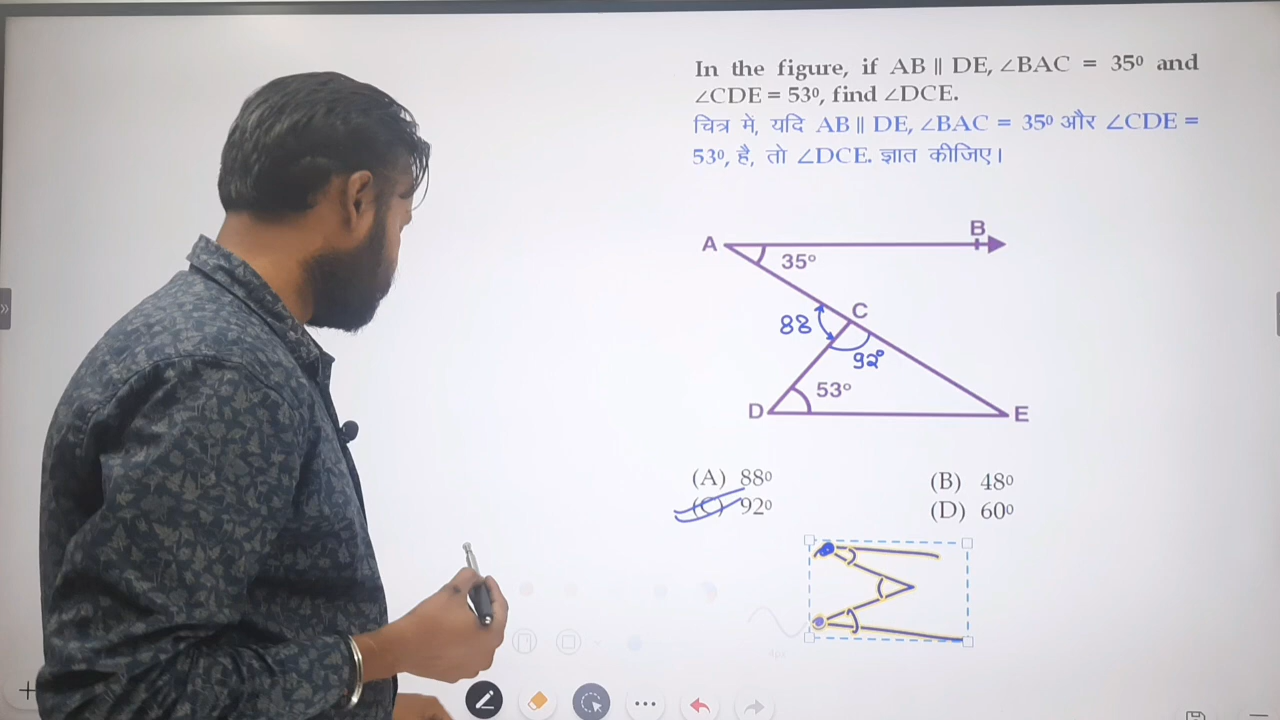 In the figure, if AB || DE, ∠BAC = 35⁰ and
∠CDE = 53⁰, find ∠DCE.
चित्र में, यदि AB || DE, ∠BAC = 35⁰ और ∠CDE =
53⁰, है, तो ∠DCE. ज्ञात कीजिए।
A
B
35°
C
88
92°
53°
D
E
(A) 88⁰
(B) 48⁰
(C) 92⁰
(D) 60⁰